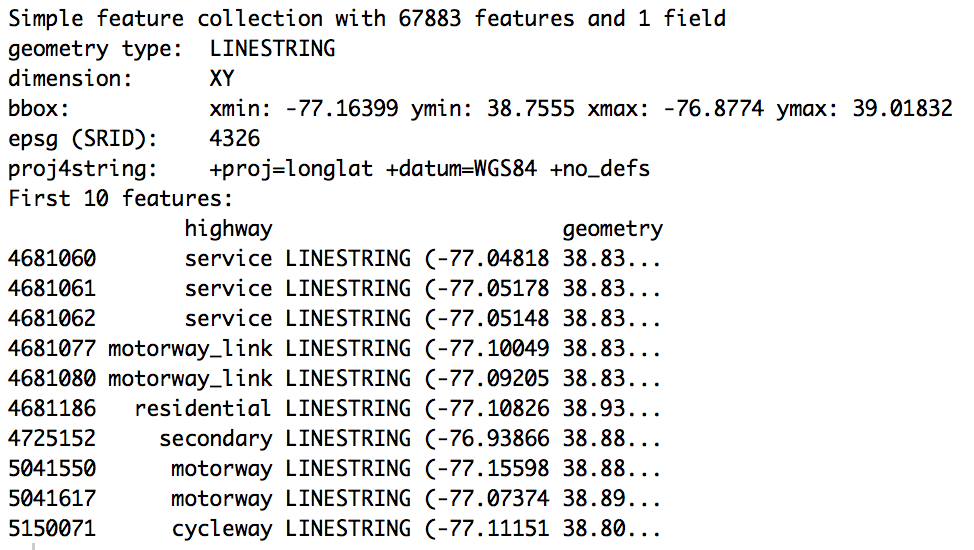 Simple feature collection with 67883 features and 1 field
geometry type:  LINESTRING
dimension:      XY
bbox:           xmin: -77.16399 ymin: 38.7555 xmax: -76.8774 ymax: 39.01832
epsg (SRID):    4326
proj4string:    +proj=longlat +datum=WGS84 +no_defs
First 10 features:
              highway                       geometry
4681060       service LINESTRING (-77.04818 38.83...
4681061       service LINESTRING (-77.05178 38.83...
4681062       service LINESTRING (-77.05148 38.83...
4681077 motorway_link LINESTRING (-77.10049 38.83...
4681080 motorway_link LINESTRING (-77.09205 38.83...
4681186   residential LINESTRING (-77.10826 38.93...
4725152     secondary LINESTRING (-76.93866 38.88...
5041550      motorway LINESTRING (-77.15598 38.88...
5041617      motorway LINESTRING (-77.07374 38.89...
5150071      cycleway LINESTRING (-77.11151 38.80...